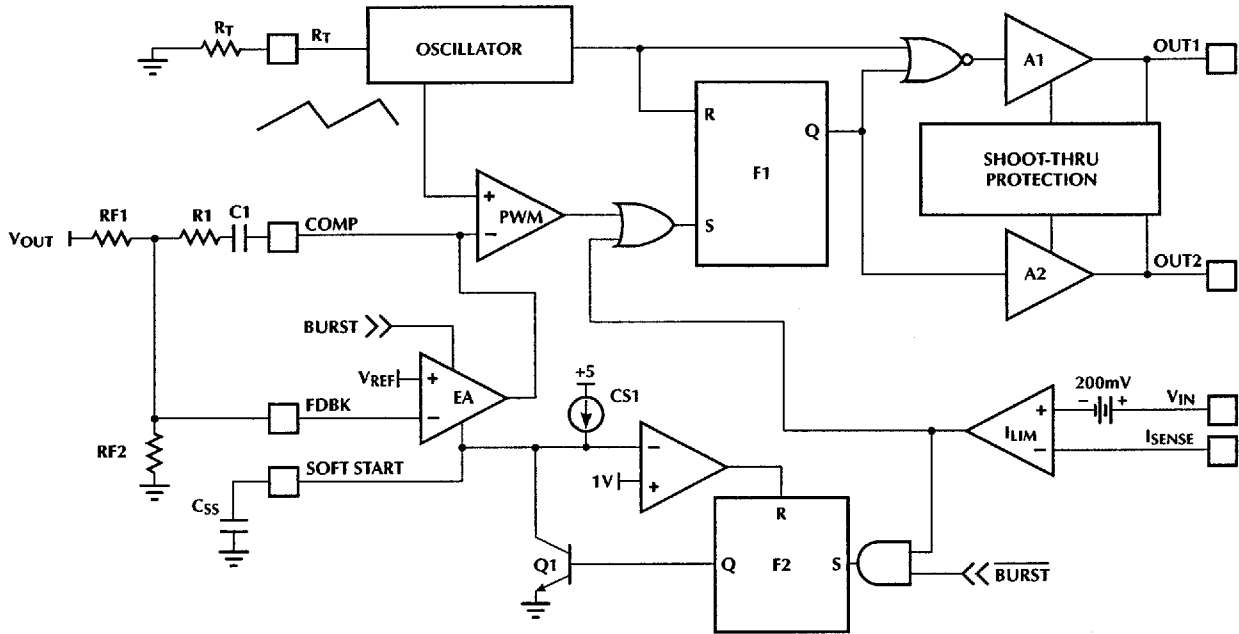 RT
RT
OSCILLATOR
A1
OUT1
R
Q
F1
S
SHOOT-THRU
PROTECTION
+
PWM
−
RF1
R1
C1
COMP
VOUT
A2
OUT2
BURST
VREF
+
EA
−
+5
CS1
FDBK
RF2
SOFT START
CSS
−
1V
+
200mV
− +
VIN
+
ILIM
−
ISENSE
R
Q1
Q
F2
S
BURST